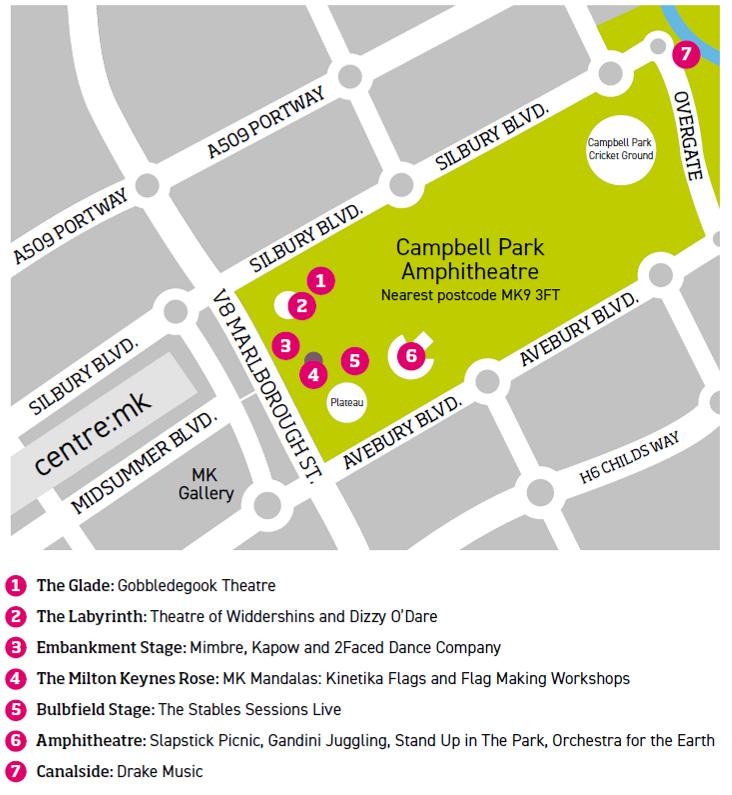 A509 PORTWAY
A509 PORTWAY
SILBURY BLVD.
OVERGATE
7
Campbell Park
Cricket Ground
SILBURY BLVD.
Campbell Park
Amphitheatre
Nearest postcode MK9 3FT
1
2
3
4
5
6
Plateau
V8 MARLBOROUGH ST.
SILBURY BLVD.
centre:mk
MIDSUMMER BLVD.
MK
Gallery
AVEBURY BLVD.
AVEBURY BLVD.
H6 CHILDS WAY
1 The Glade: Gobbledegook Theatre
2 The Labyrinth: Theatre of Widdershins and Dizzy O'Dare
3 Embankment Stage: Mimbre, Kapow and 2Faced Dance Company
4 The Milton Keynes Rose: MK Mandalas: Kinetika Flags and Flag Making Workshops
5 Bulbfield Stage: The Stables Sessions Live
6 Amphitheatre: Slapstick Picnic, Gandini Juggling, Stand Up in The Park, Orchestra for the Earth
7 Canalside: Drake Music